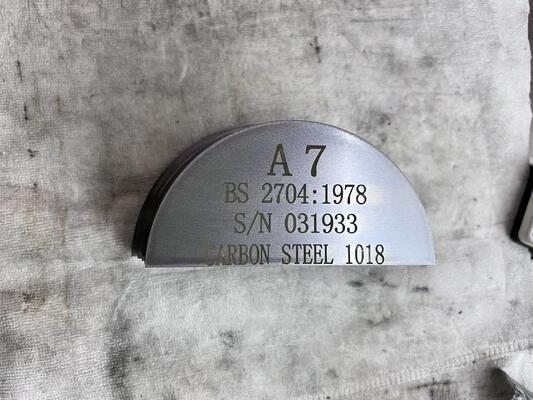 A 7
BS 2704:1978
S/N 031933
CARBON STEEL 1018